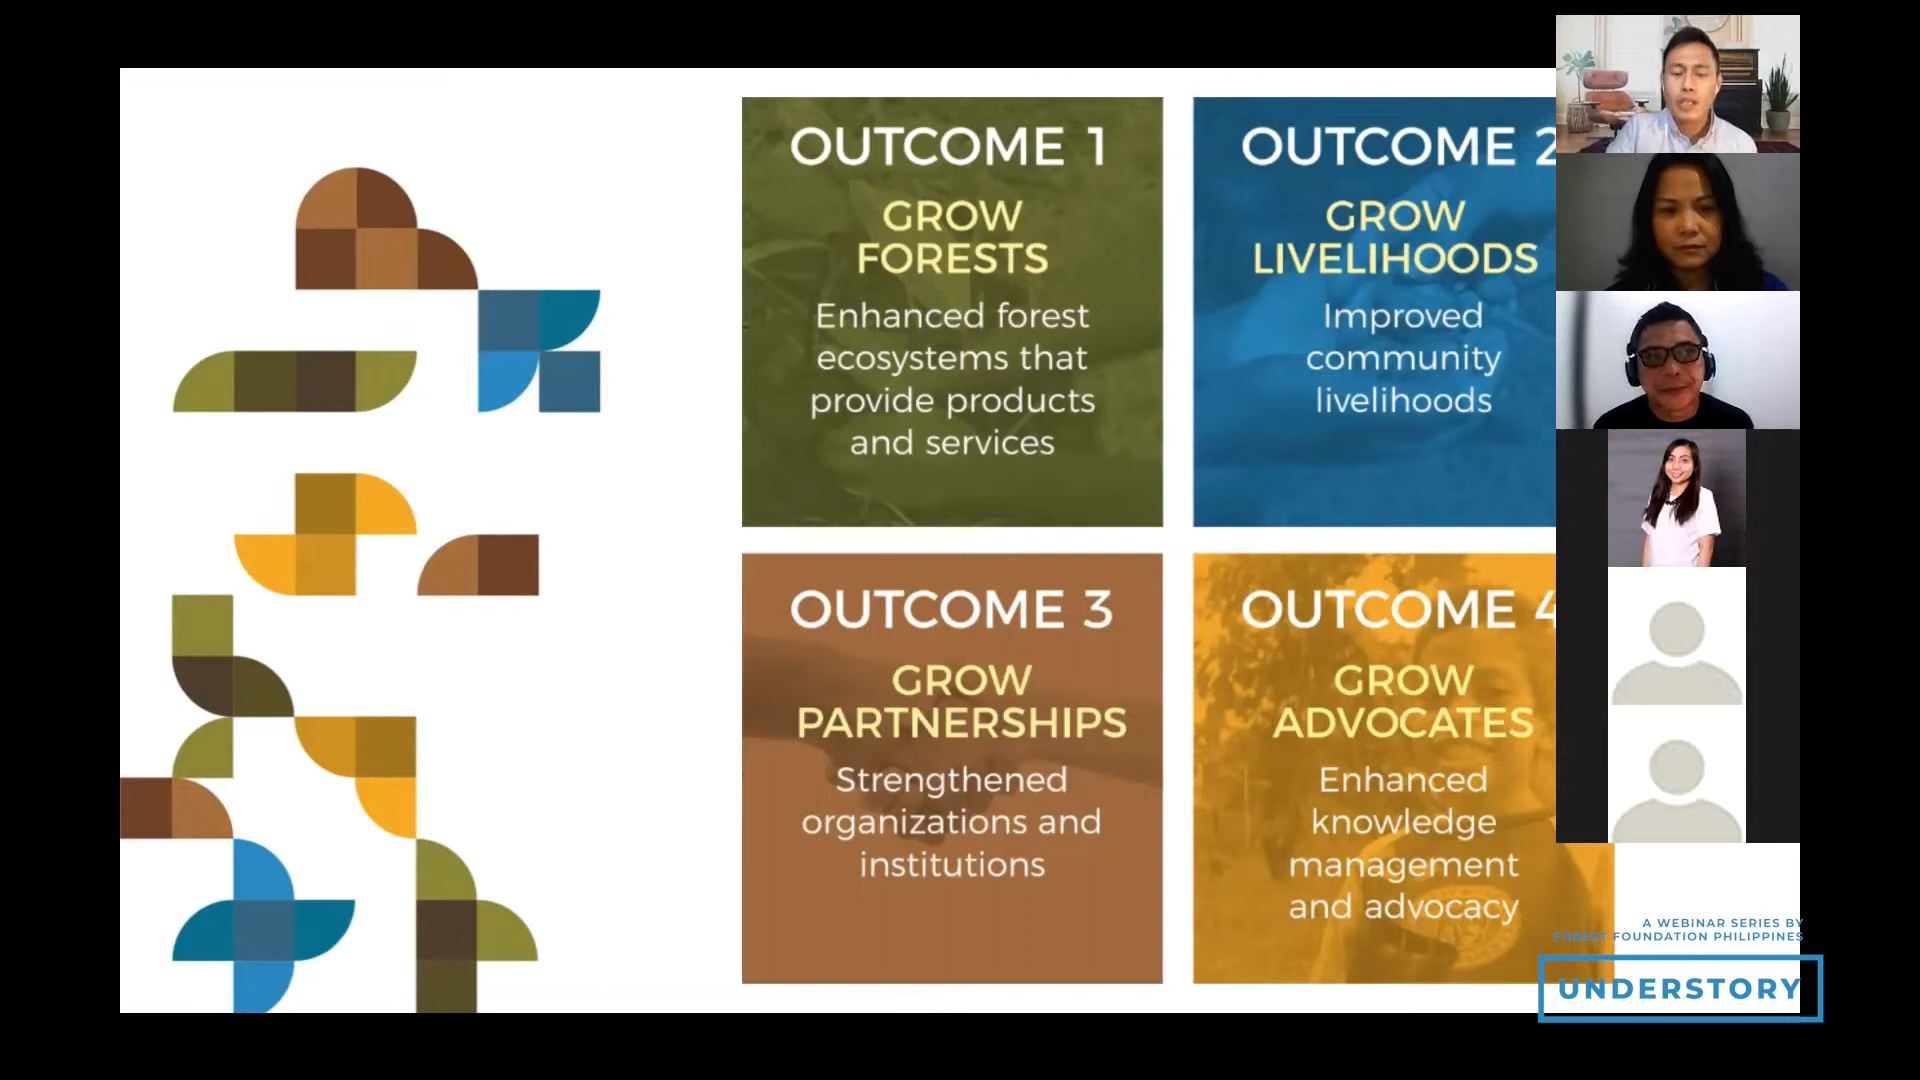 OUTCOME 1
GROW
FORESTS
Enhanced forest
ecosystems that
provide products
and services
OUTCOME 2
GROW
LIVELIHOODS
Improved
community
livelihoods
OUTCOME 3
GROW
PARTNERSHIPS
Strengthened
organizations and
institutions
OUTCOME 4
GROW
ADVOCATES
Enhanced
knowledge
management
and advocacy
A WEBINAR SERIES BY
FOREST FOUNDATION PHILIPPINES
UNDERSTORY